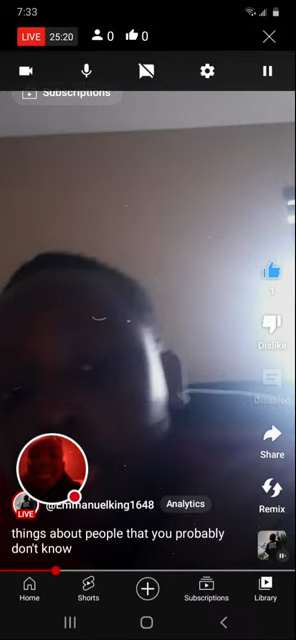 7:33
LIVE 25:20 0 0
Subscriptions
1
Dislike
Disabled
Share
LIVE @Emmanuelking1648 Analytics
Remix
things about people that you probably
don't know
Home Shorts Subscriptions Library